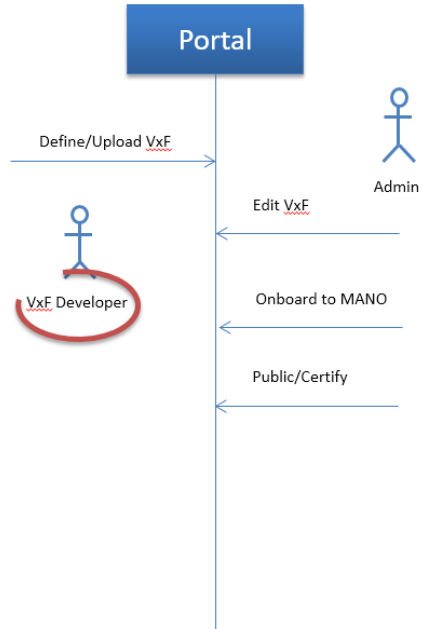 Portal
Define/Upload VxF
Admin
Edit VxF
VxF Developer
Onboard to MANO
Public/Certify